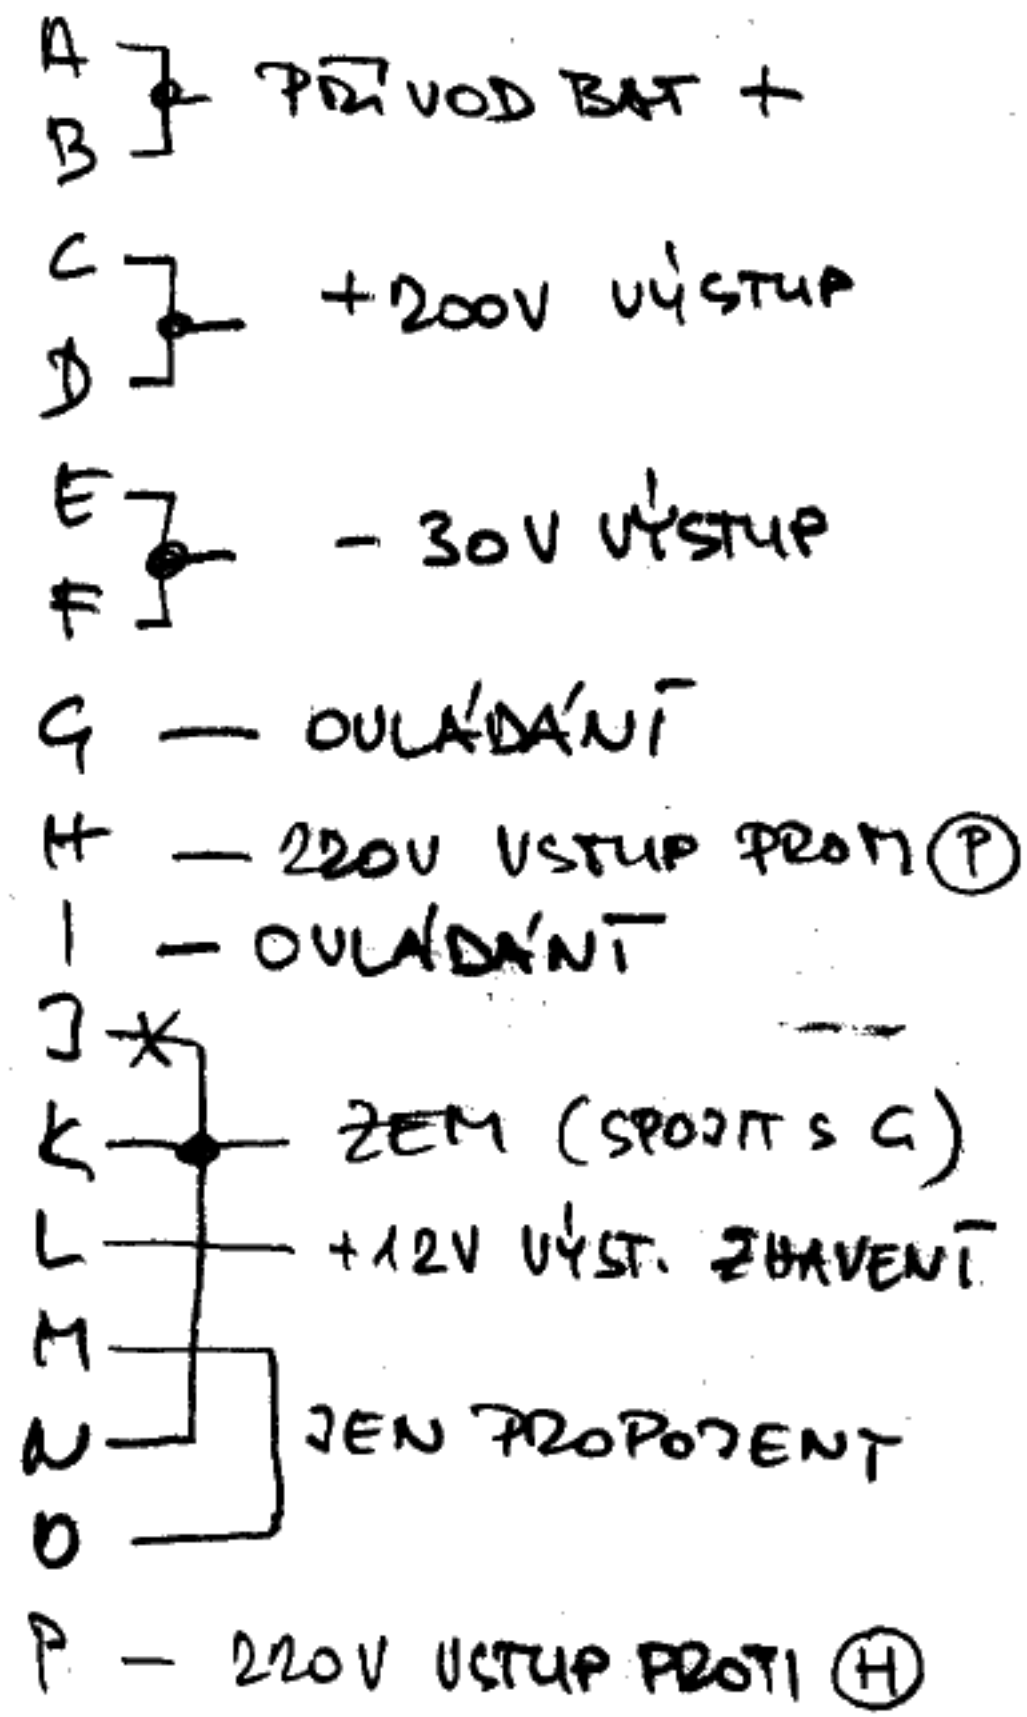 A
PŘÍVOD BAT +
B
C
+200V VÝSTUP
D
E
- 30V VÝSTUP
F
G — OVLÁDÁNÍ
H — 220V VSTUP PROTI (P)
I — OVLÁDÁNÍ
J
K ZEM (SPOJIT S G)
L +12V VÝST. ŽHAVENÍ
M
N JEN PROPOJENÍ
O
P — 220V VSTUP PROTI (H)